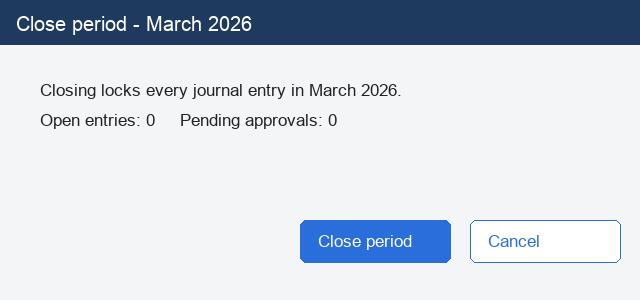 Close period - March 2026
Closing locks every journal entry in March 2026.
Open entries: 0 Pending approvals: 0
Close period Cancel